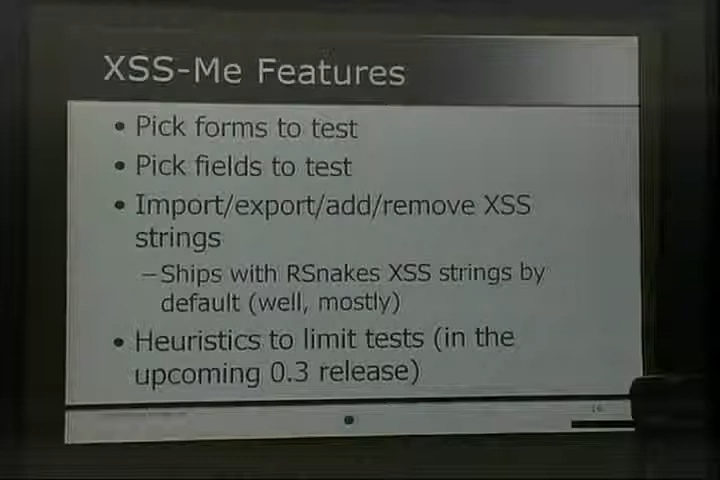 XSS-Me Features
• Pick forms to test
• Pick fields to test
• Import/export/add/remove XSS
strings
– Ships with RSnakes XSS strings by
default (well, mostly)
• Heuristics to limit tests (in the
upcoming 0.3 release)